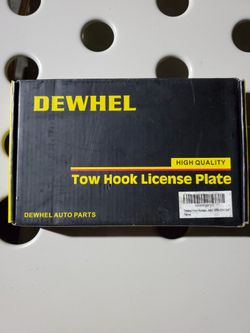 DEWHEL
HIGH QUALITY
Tow Hook License Plate
DEWHEL AUTO PARTS